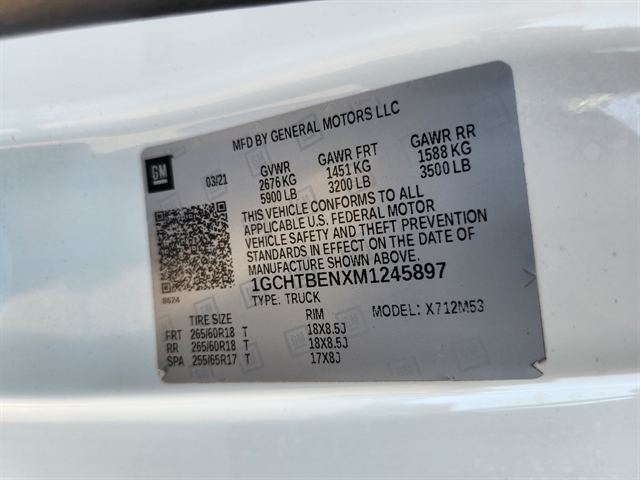 MFD BY GENERAL MOTORS LLC
GM
03/21
GVWR GAWR FRT GAWR RR
2676 KG 1451 KG 1588 KG
5900 LB 3200 LB 3500 LB
THIS VEHICLE CONFORMS TO ALL
APPLICABLE U.S. FEDERAL MOTOR
VEHICLE SAFETY AND THEFT PREVENTION
STANDARDS IN EFFECT ON THE DATE OF
MANUFACTURE SHOWN ABOVE.
1GCHTBENXM1245897
8624
TYPE: TRUCK
MODEL: X712M53
TIRE SIZE RIM
FRT 265/60R18 T 18X8.5J
RR 265/60R18 T 18X8.5J
SPA 255/65R17 T 17X8J